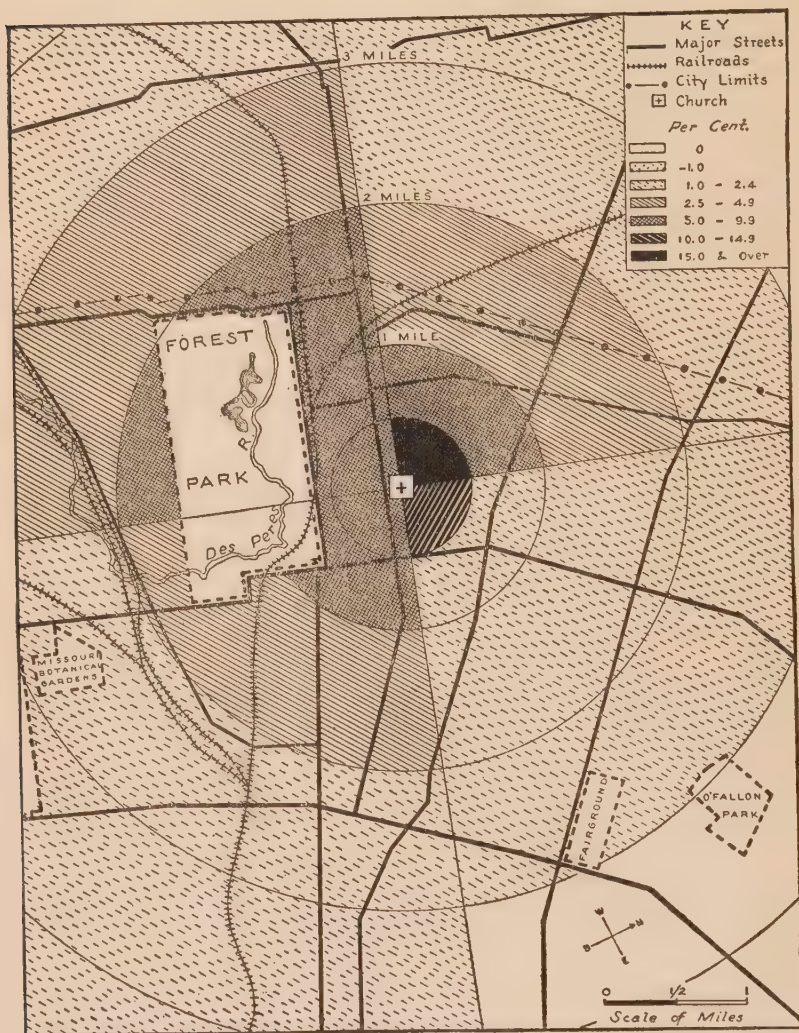 KEY
Major Streets
Railroads
City Limits
Church
Per Cent.
0
-1.0
1.0 - 2.4
2.5 - 4.9
5.0 - 9.9
10.0 - 14.9
15.0 & Over
3 MILES
2 MILES
1 MILE
FOREST
PARK
Des Peres R.
MISSOURI
BOTANICAL
GARDENS
FAIRGROUND
O'FALLON
PARK
W
N
S
E
0 1/2 1
Scale of Miles